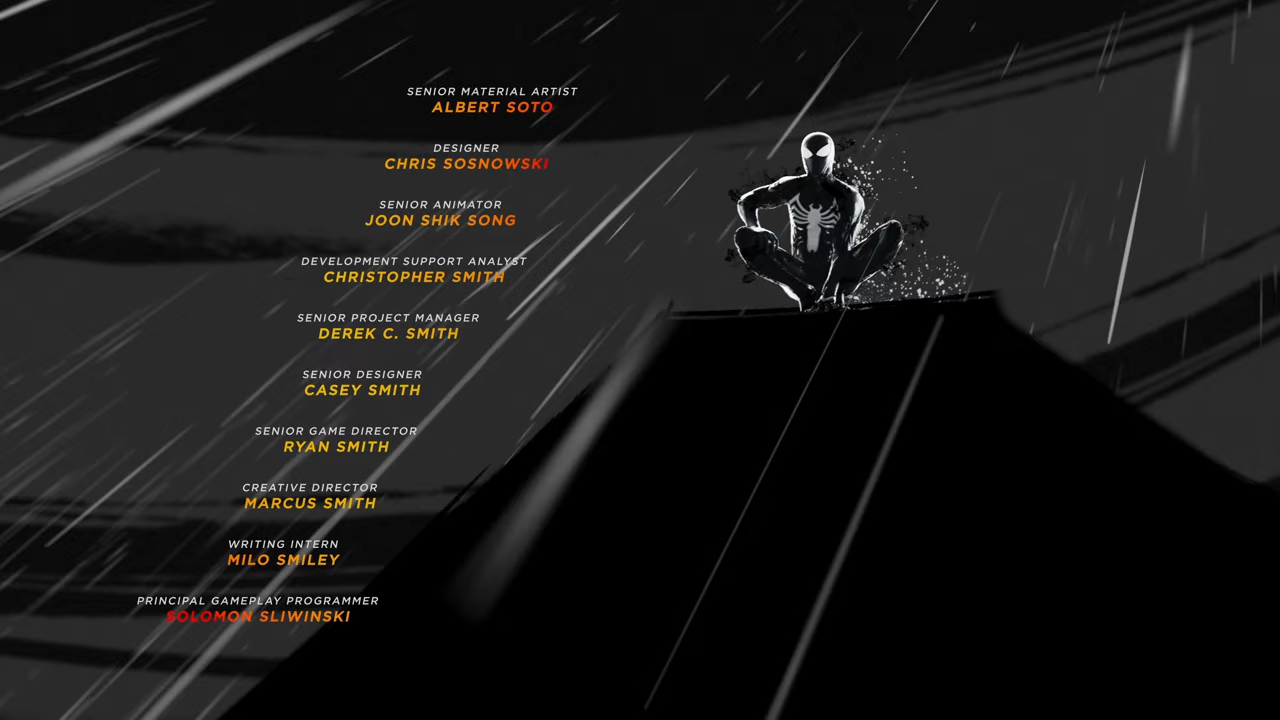 SENIOR MATERIAL ARTIST
ALBERT SOTO
DESIGNER
CHRIS SOSNOWSKI
SENIOR ANIMATOR
JOON SHIK SONG
DEVELOPMENT SUPPORT ANALYST
CHRISTOPHER SMITH
SENIOR PROJECT MANAGER
DEREK C. SMITH
SENIOR DESIGNER
CASEY SMITH
SENIOR GAME DIRECTOR
RYAN SMITH
CREATIVE DIRECTOR
MARCUS SMITH
WRITING INTERN
MILO SMILEY
PRINCIPAL GAMEPLAY PROGRAMMER
SOLOMON SLIWINSKI